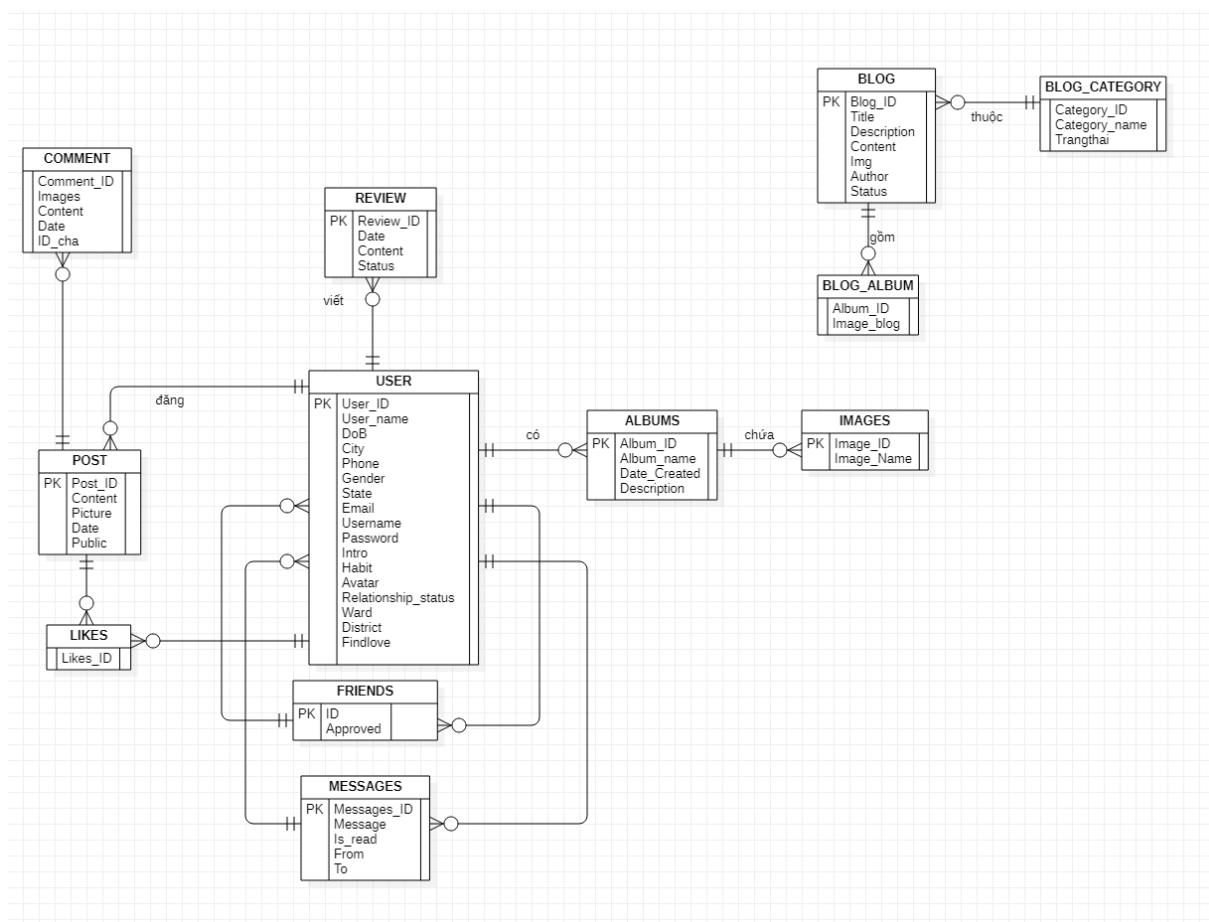 BLOG
PK
Blog_ID
Title
Description
Content
Img
Author
Status
thuộc
BLOG_CATEGORY
Category_ID
Category_name
Trangthai
gồm
BLOG_ALBUM
Album_ID
Image_blog
COMMENT
Comment_ID
Images
Content
Date
ID_cha
REVIEW
PK
Review_ID
Date
Content
Status
viết
đăng
USER
PK
User_ID
User_name
DoB
City
Phone
Gender
State
Email
Username
Password
Intro
Habit
Avatar
Relationship_status
Ward
District
Findlove
có
ALBUMS
PK
Album_ID
Album_name
Date_Created
Description
chứa
IMAGES
PK
Image_ID
Image_Name
POST
PK
Post_ID
Content
Picture
Date
Public
LIKES
Likes_ID
FRIENDS
PK
ID
Approved
MESSAGES
PK
Messages_ID
Message
Is_read
From
To